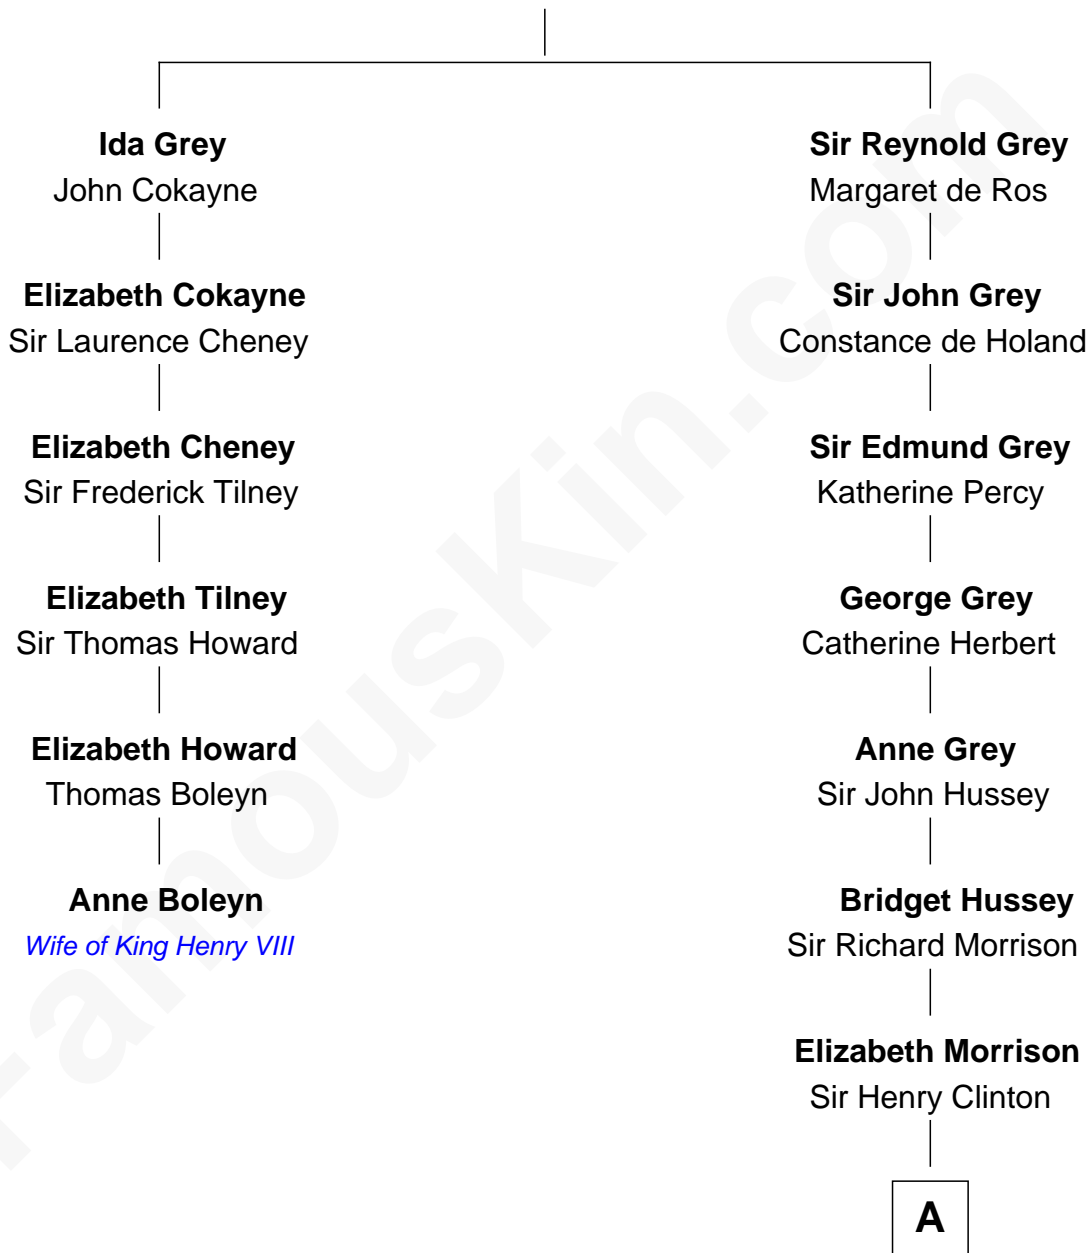 Ida Grey
John Cokayne
Sir Reynold Grey
Margaret de Ros
Elizabeth Cokayne
Sir Laurence Cheney
Sir John Grey
Constance de Holand
Elizabeth Cheney
Sir Frederick Tilney
Sir Edmund Grey
Katherine Percy
Elizabeth Tilney
Sir Thomas Howard
George Grey
Catherine Herbert
Elizabeth Howard
Thomas Boleyn
Anne Grey
Sir John Hussey
Anne Boleyn
Wife of King Henry VIII
Bridget Hussey
Sir Richard Morrison
Elizabeth Morrison
Sir Henry Clinton
A
FamousKin.com